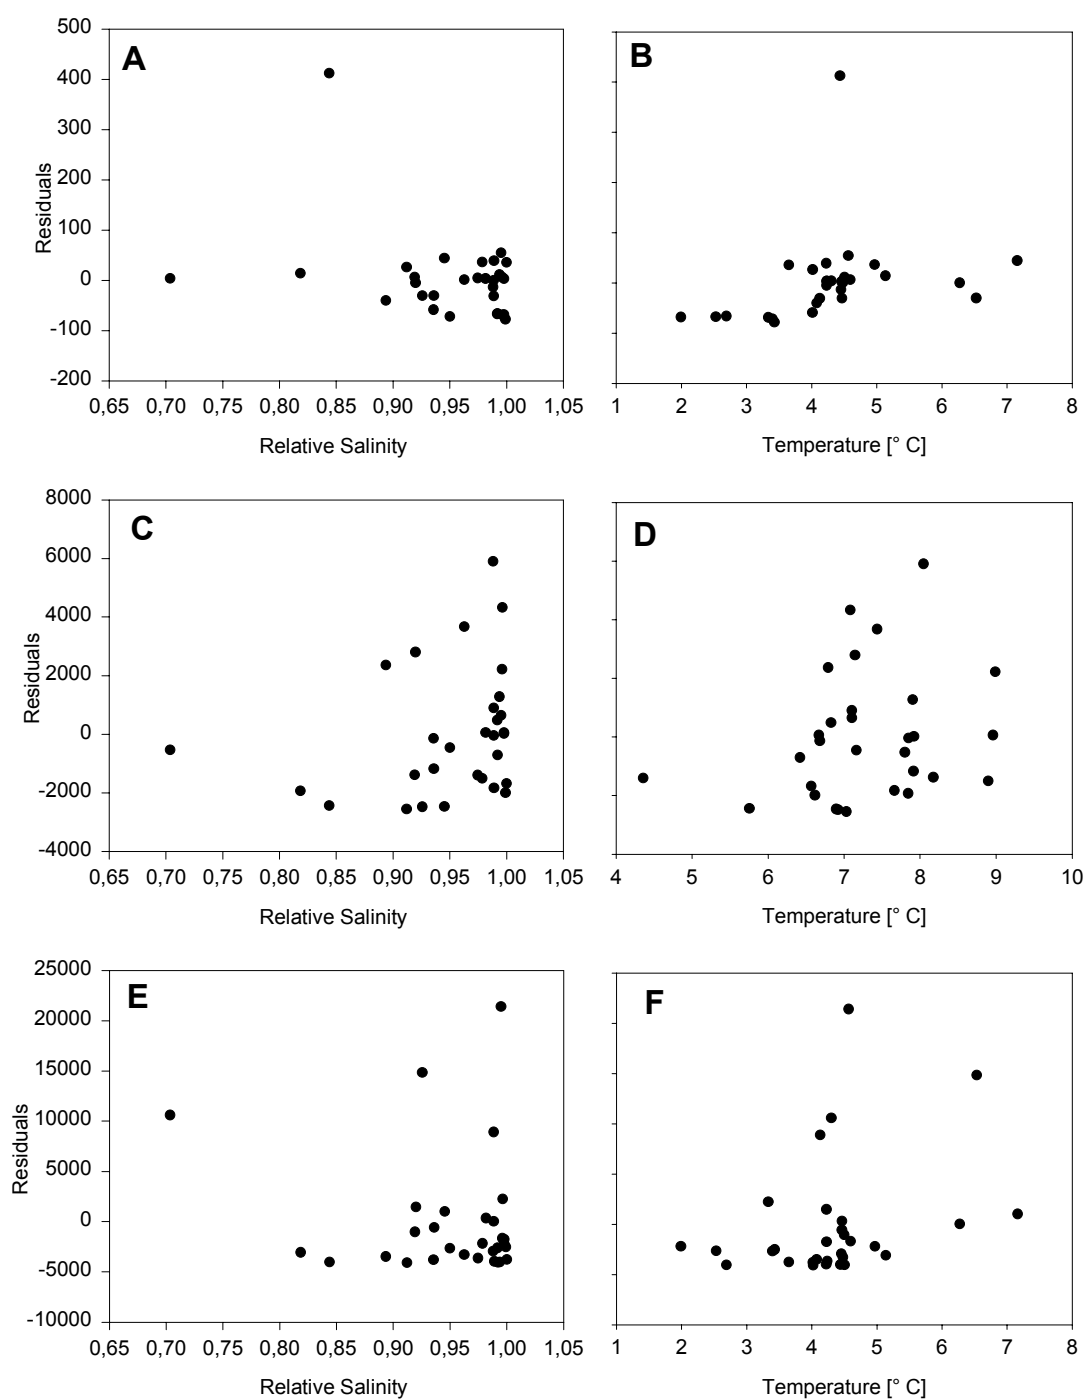 500
400
300
200
100
0
-100
-200
Residuals
A
0,65 0,70 0,75 0,80 0,85 0,90 0,95 1,00 1,05
Relative Salinity
B
1 2 3 4 5 6 7 8
Temperature [° C]
8000
6000
4000
2000
0
-2000
-4000
Residuals
C
0,65 0,70 0,75 0,80 0,85 0,90 0,95 1,00 1,05
Relative Salinity
D
4 5 6 7 8 9 10
Temperature [° C]
25000
20000
15000
10000
5000
0
-5000
-10000
Residuals
E
0,65 0,70 0,75 0,80 0,85 0,90 0,95 1,00 1,05
Relative Salinity
F
1 2 3 4 5 6 7 8
Temperature [° C]